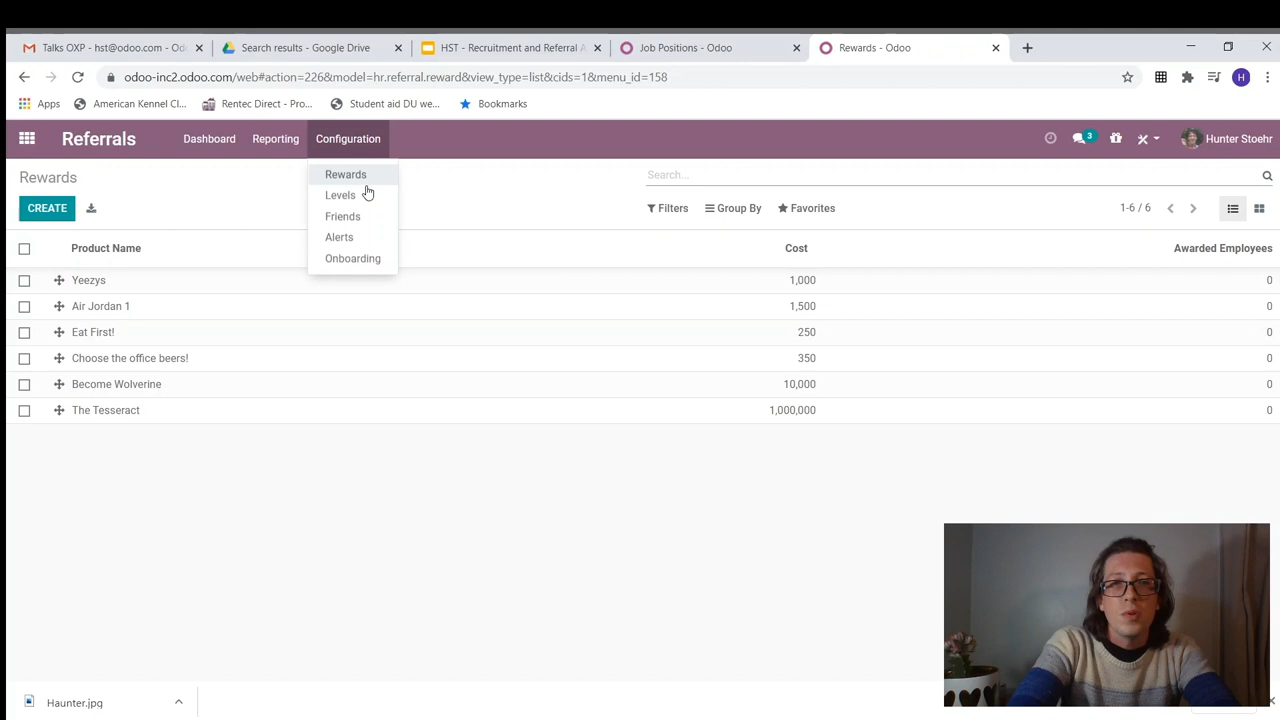 Talks OXP - hst@odoo.com - Odo
Search results - Google Drive
HST - Recruitment and Referral A
Job Positions - Odoo
Rewards - Odoo
odoo-inc2.odoo.com/web#action=226&model=hr.referral.reward&view_type=list&cids=1&menu_id=158
H
Apps
American Kennel Cl...
Rentec Direct - Pro...
Student aid DU we...
Bookmarks
Referrals
Dashboard
Reporting
Configuration
3
Hunter Stoehr
Rewards
Search...
Rewards
Levels
Friends
Alerts
Onboarding
CREATE
Filters
Group By
Favorites
1-6 / 6
Product Name Cost Awarded Employees
Yeezys 1,000 0
Air Jordan 1 1,500 0
Eat First! 250 0
Choose the office beers! 350 0
Become Wolverine 10,000 0
The Tesseract 1,000,000 0
Haunter.jpg